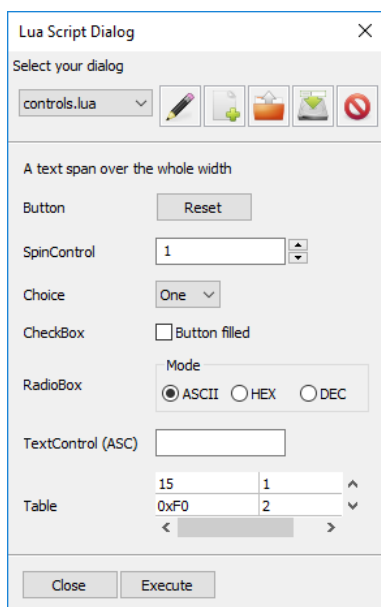 Lua Script Dialog
Select your dialog
controls.lua
A text span over the whole width
Button Reset
SpinControl 1
Choice One
CheckBox Button filled
Mode
RadioBox ASCII HEX DEC
TextControl (ASC)
15 1
Table 0xF0 2
Close Execute